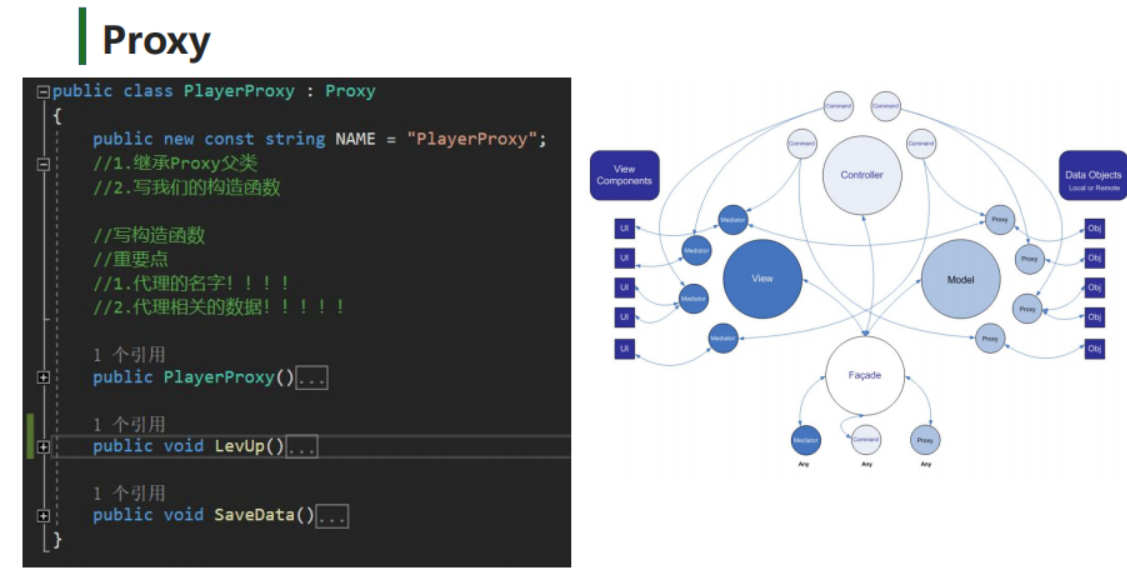 Proxy
public class PlayerProxy : Proxy
{
public new const string NAME = "PlayerProxy";
//1.继承Proxy父类
//2.写我们的构造函数
//写构造函数
//重要点
//1.代理的名字！！！！
//2.代理相关的数据！！！！！
1 个引用
public PlayerProxy()...
1 个引用
public void LevUp()...
1 个引用
public void SaveData()...
}
Command
Command
Command
Command
Controller
View
Components
Data Objects
Local or Remote
UI
UI
UI
UI
UI
Mediator
Mediator
Mediator
Mediator
View
Model
Proxy
Proxy
Proxy
Proxy
Obj
Obj
Obj
Obj
Obj
Façade
Mediator
Command
Proxy
Any
Any
Any